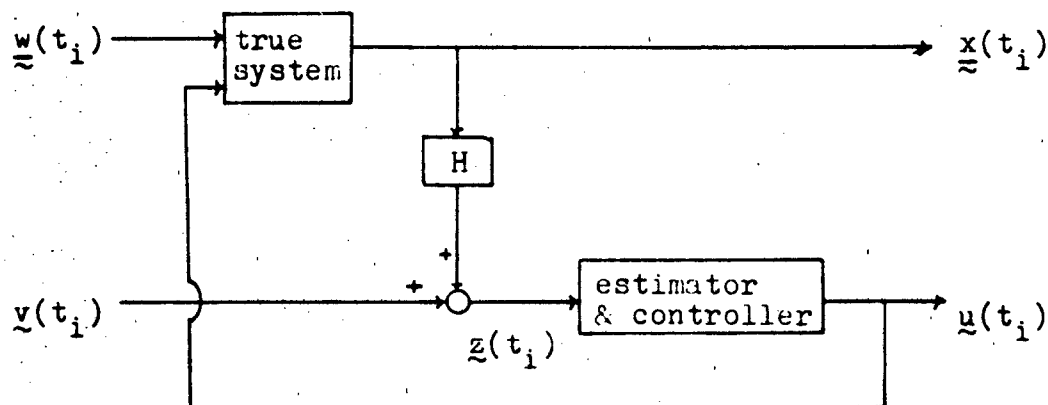 w(t_i)
true
system
x(t_i)
H
+
+
v(t_i)
z(t_i)
estimator
& controller
u(t_i)